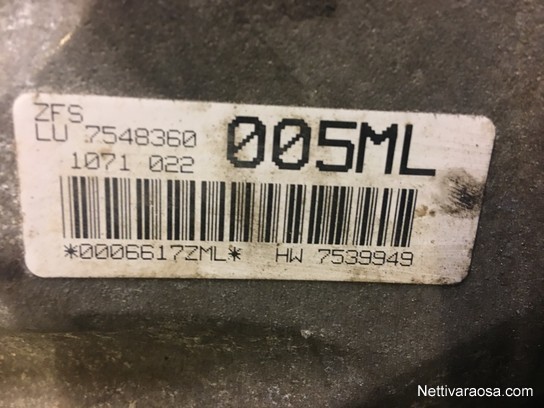 ZFS
LU 7548360
1071 022
005ML
*0006617ZML* HW 7539949
Nettivaraosa.com